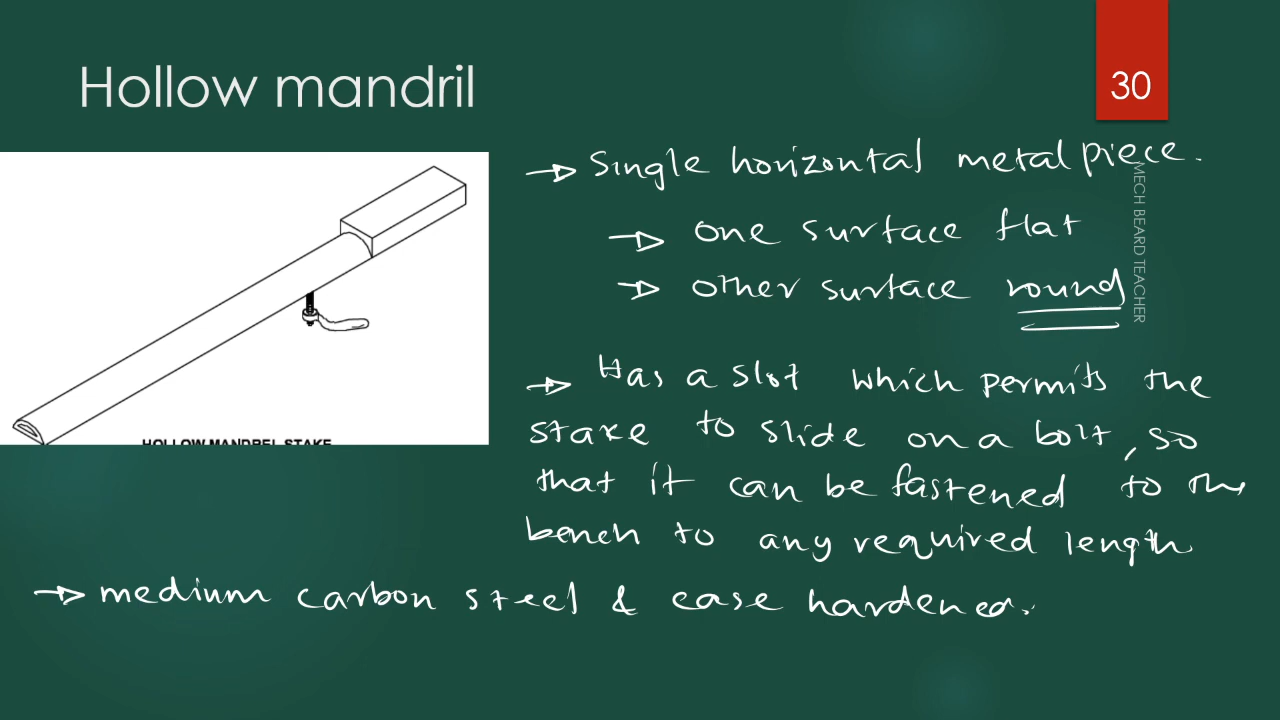 Hollow mandril
30
→ Single horizontal metal piece.
→ one surface flat
→ other surface round
MECH BEARD TEACHER
→ Has a slot which permits the
stake to slide on a bolt, so
that it can be fastened to the
bench to any required length
HOLLOW MANDREL STAKE
→ medium carbon steel & case hardened.